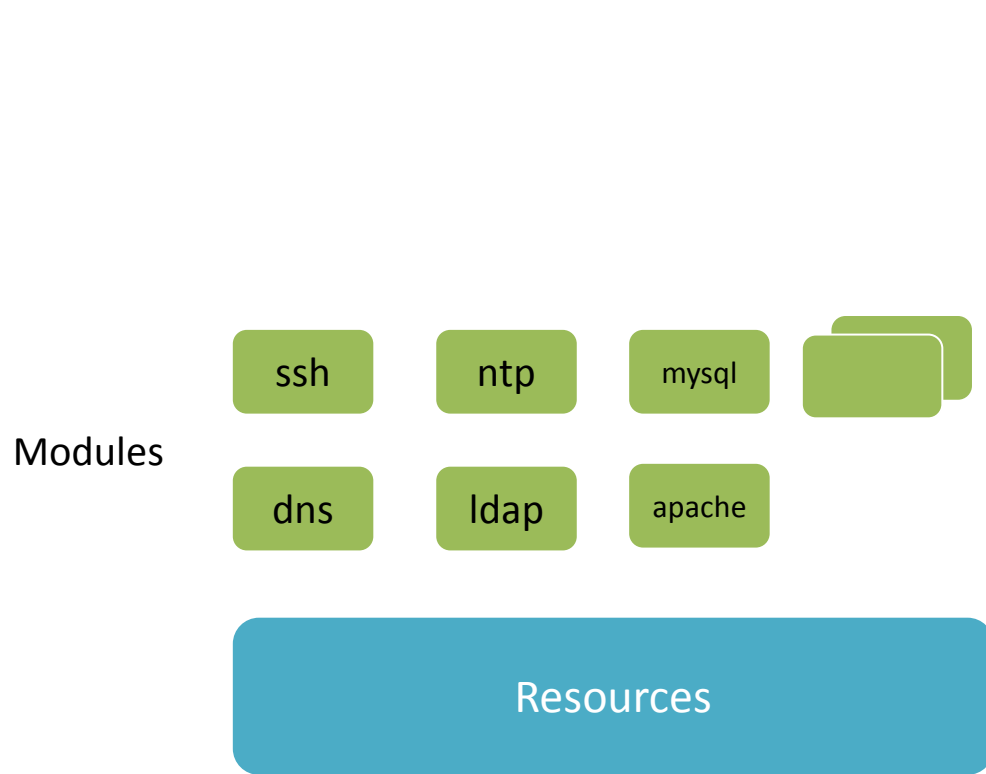 ssh
ntp
mysql
Modules
dns
ldap
apache
Resources